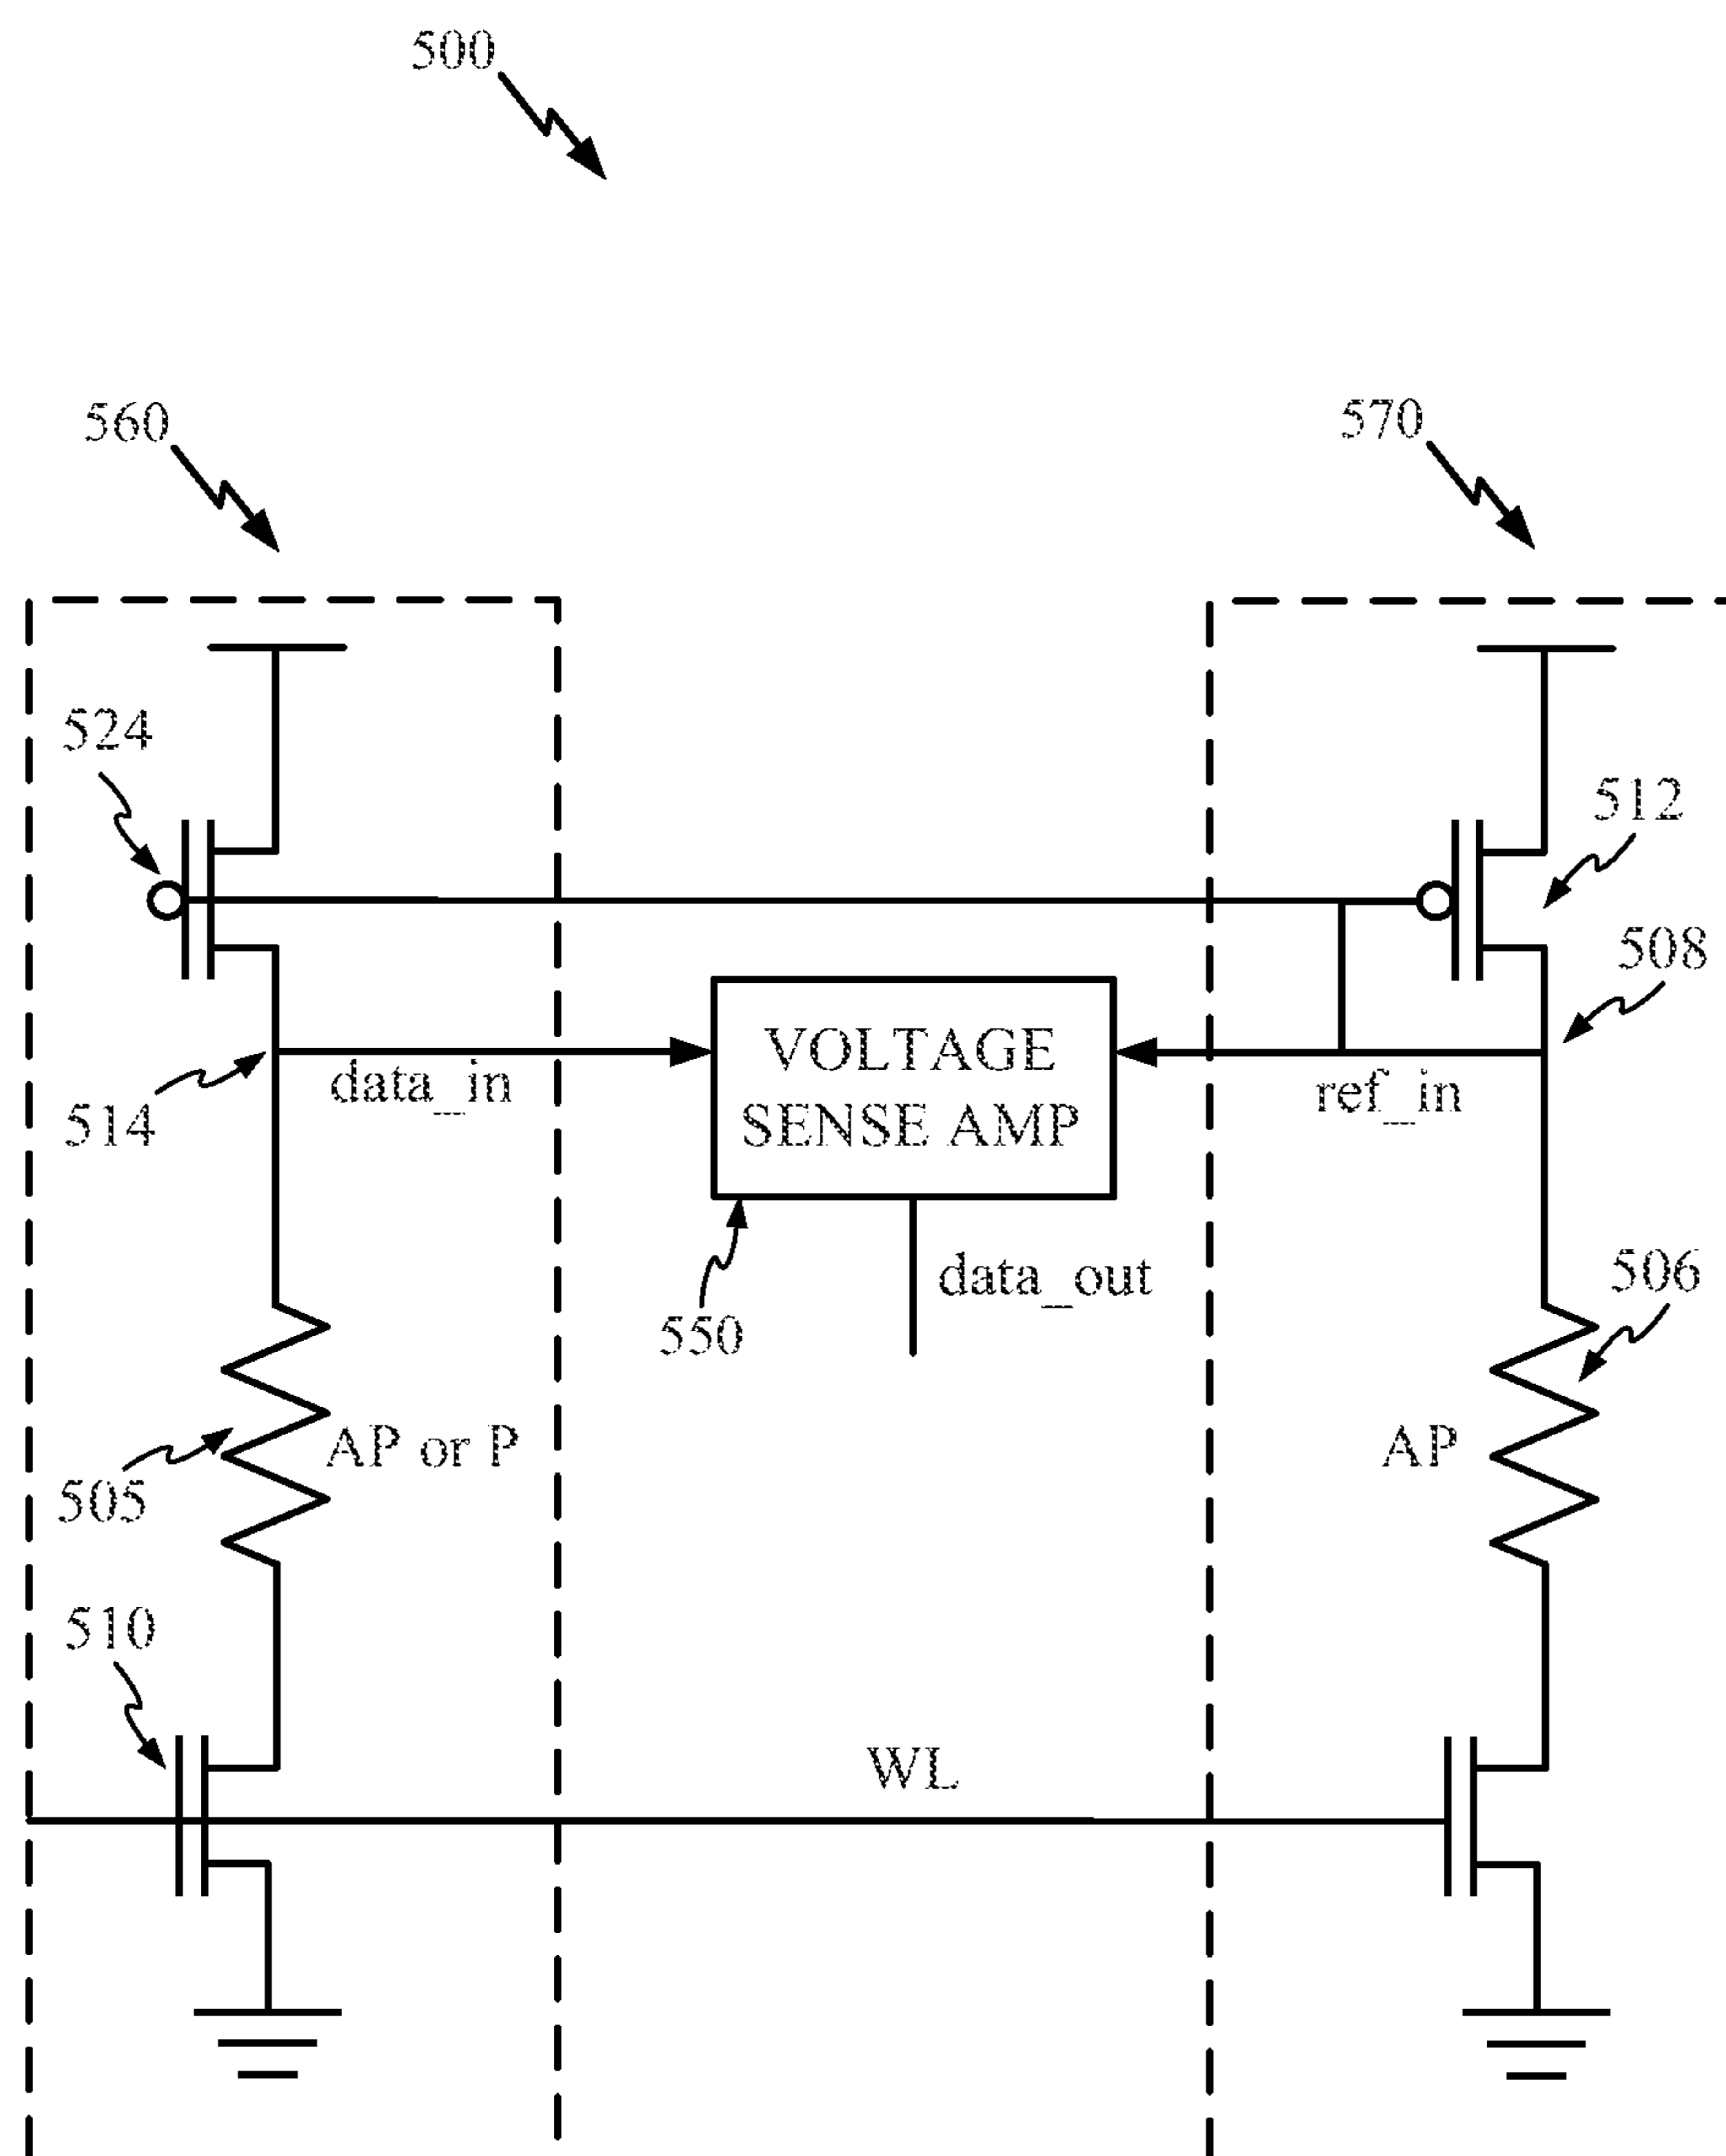 500
560
570
524
512
508
VOLTAGE
SENSE AMP
data_in
ref_in
514
data_out
506
550
AP or P
AP
505
510
WL